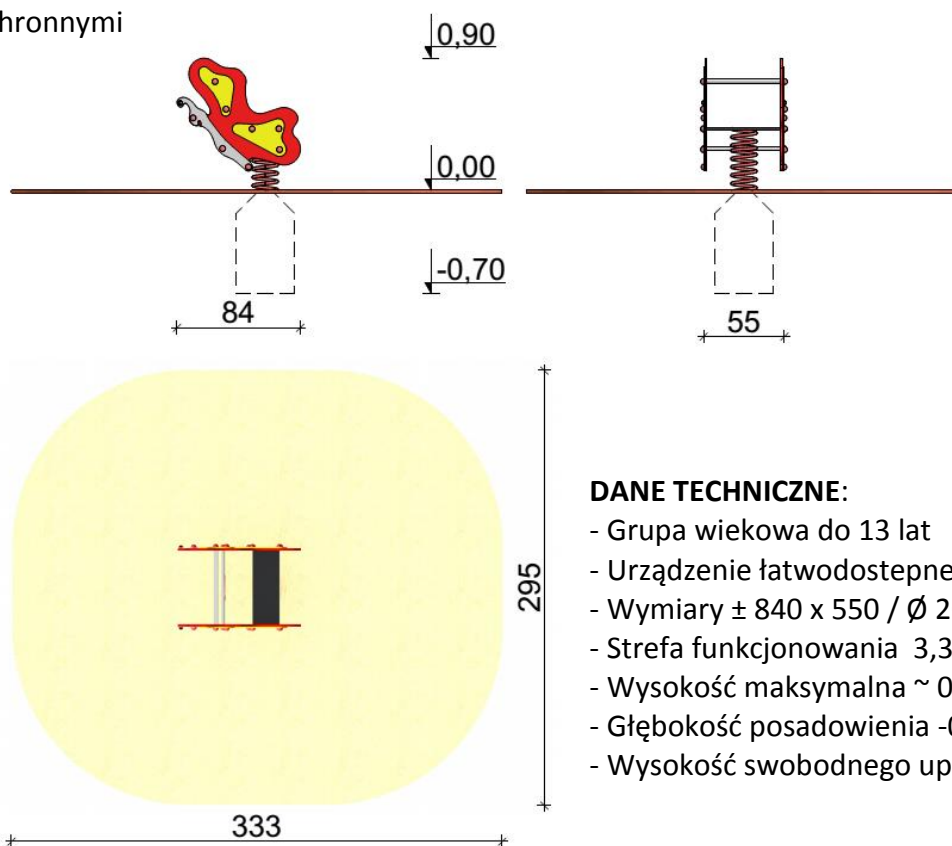 hronnymi
0,90
0,00
-0,70
84
55
295
333
DANE TECHNICZNE:
- Grupa wiekowa do 13 lat
- Urządzenie łatwodostepne
- Wymiary ± 840 x 550 / Ø 2
- Strefa funkcjonowania 3,3
- Wysokość maksymalna ~ 0
- Głębokość posadowienia -0
- Wysokość swobodnego up